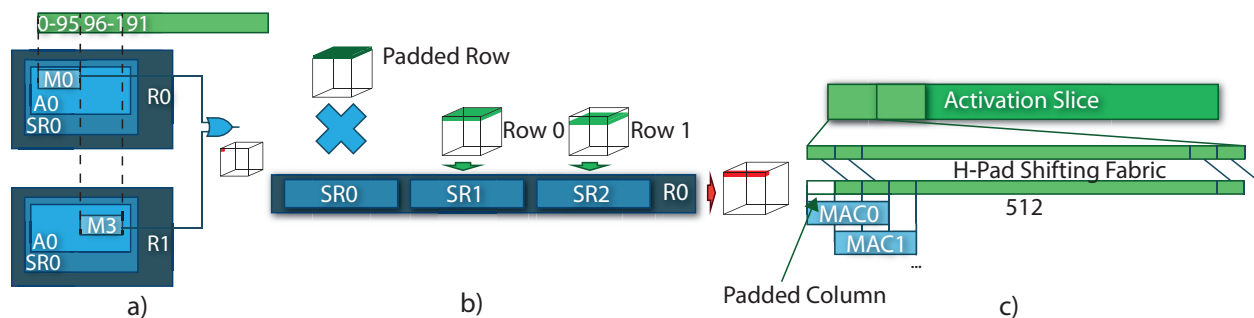 0-95 96-191
M0
A0
SR0
R0
M3
A0
SR0
R1
a)
Padded Row
Row 0
Row 1
SR0 SR1 SR2 R0
b)
Activation Slice
H-Pad Shifting Fabric
512
MAC0
MAC1
...
Padded Column
c)